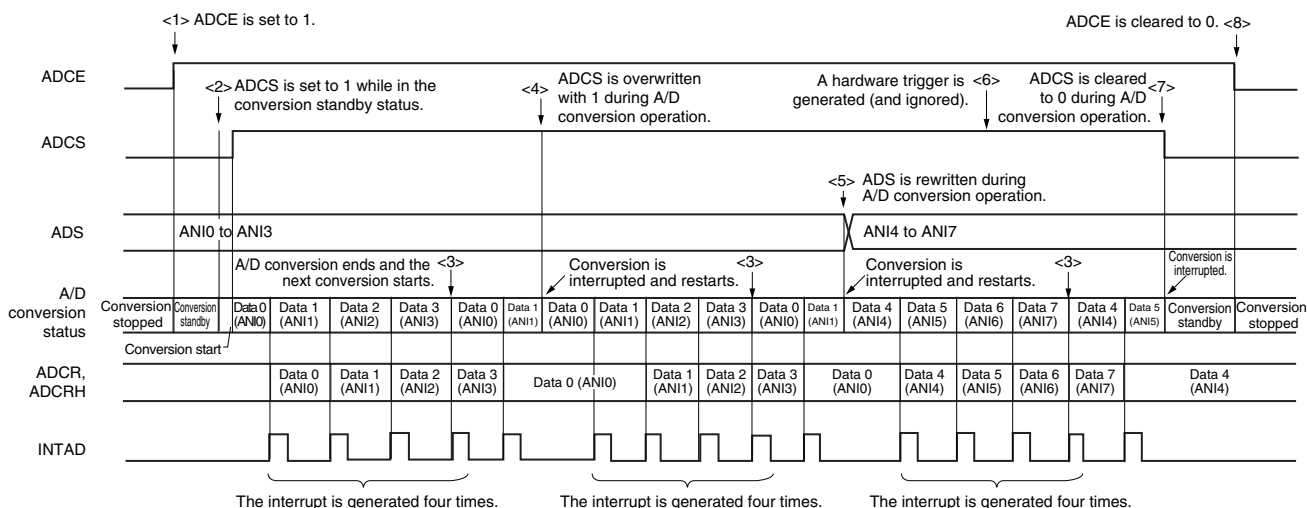 <1> ADCE is set to 1.
ADCE is cleared to 0. <8>
ADCE
<2> ADCS is set to 1 while in the
conversion standby status.
<4> ADCS is overwritten
with 1 during A/D
conversion operation.
A hardware trigger is <6>
generated (and ignored).
ADCS is cleared <7>
to 0 during A/D
conversion operation.
ADCS
<5> ADS is rewritten during
A/D conversion operation.
ADS
ANI0 to ANI3
ANI4 to ANI7
A/D conversion ends and the <3>
next conversion starts.
Conversion is
interrupted and restarts.
<3>
Conversion is
interrupted and restarts.
<3>
Conversion is
interrupted.
A/D
conversion
status
Conversion
stopped
Conversion
standby
Data 0
(ANI0)
Data 1
(ANI1)
Data 2
(ANI2)
Data 3
(ANI3)
Data 0
(ANI0)
Data 1
(ANI1)
Data 0
(ANI0)
Data 1
(ANI1)
Data 2
(ANI2)
Data 3
(ANI3)
Data 0
(ANI0)
Data 1
(ANI1)
Data 4
(ANI4)
Data 5
(ANI5)
Data 6
(ANI6)
Data 7
(ANI7)
Data 4
(ANI4)
Data 5
(ANI5)
Conversion
standby
Conversion
stopped
Conversion start
ADCR,
ADCRH
Data 0
(ANI0)
Data 1
(ANI1)
Data 2
(ANI2)
Data 3
(ANI3)
Data 0 (ANI0)
Data 1
(ANI1)
Data 2
(ANI2)
Data 3
(ANI3)
Data 0
(ANI0)
Data 4
(ANI4)
Data 5
(ANI5)
Data 6
(ANI6)
Data 7
(ANI7)
Data 4
(ANI4)
INTAD
The interrupt is generated four times.
The interrupt is generated four times.
The interrupt is generated four times.